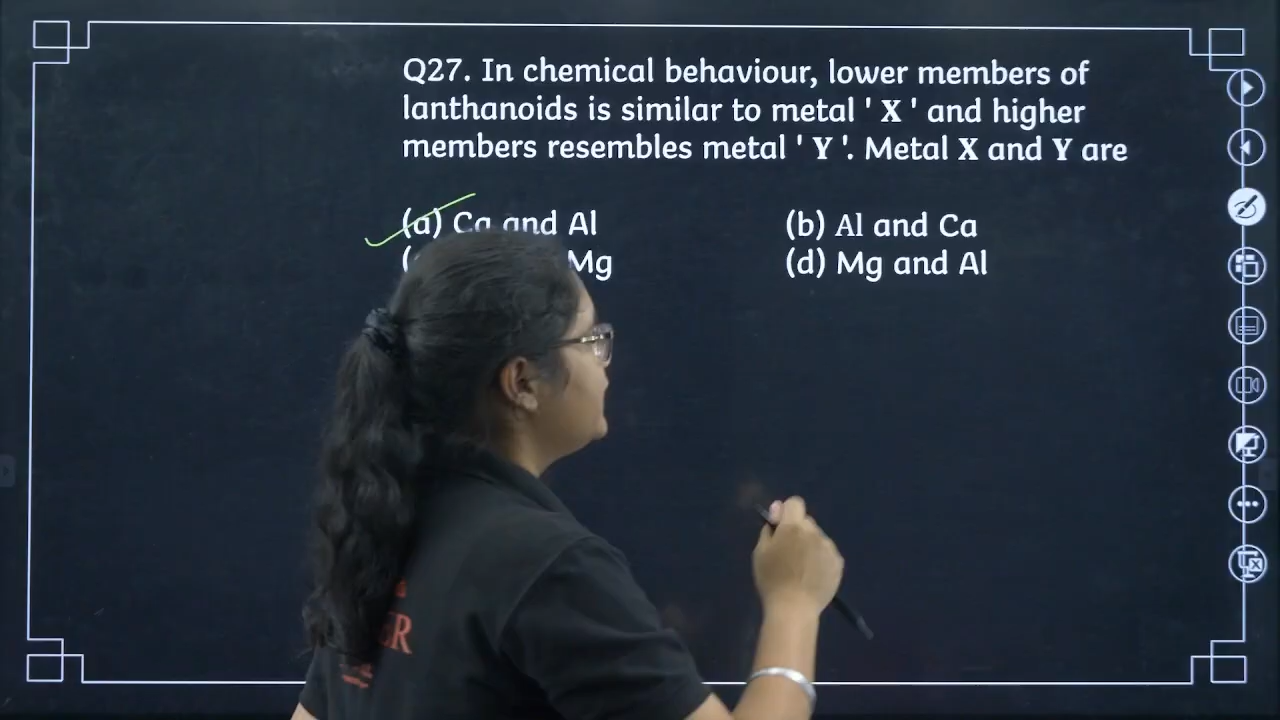 Q27. In chemical behaviour, lower members of
lanthanoids is similar to metal ' X ' and higher
members resembles metal ' Y '. Metal X and Y are
(a) Ca and Al (b) Al and Ca
Mg (d) Mg and Al
ER